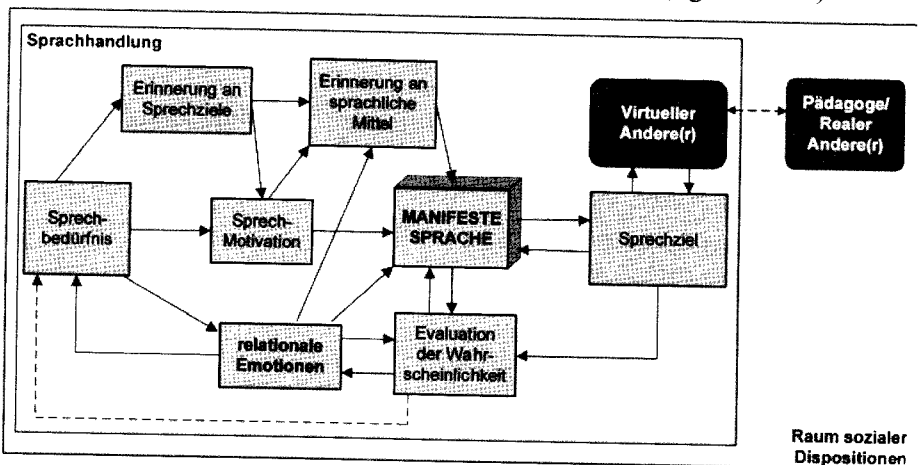 Sprachhandlung
Erinnerung an
Sprechziele
Erinnerung an
sprachliche
Mittel
Virtueller
Andere(r)
Pädagoge/
Realer
Andere(r)
Sprech-
bedürfnis
Sprech-
Motivation
MANIFESTE
SPRACHE
Sprechziel
relationale
Emotionen
Evaluation
der Wahr-
scheinlichkeit
Raum sozialer
Dispositionen